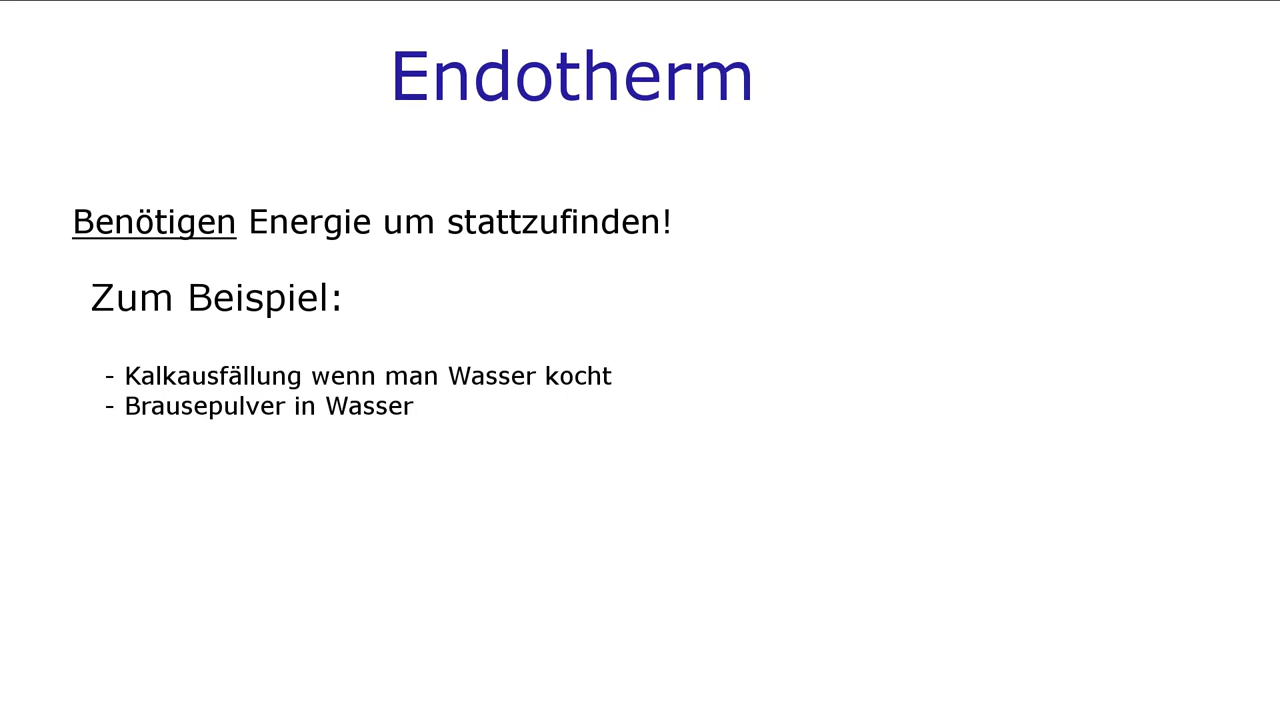 Endotherm
Benötigen Energie um stattzufinden!
Zum Beispiel:
- Kalkausfällung wenn man Wasser kocht
- Brausepulver in Wasser